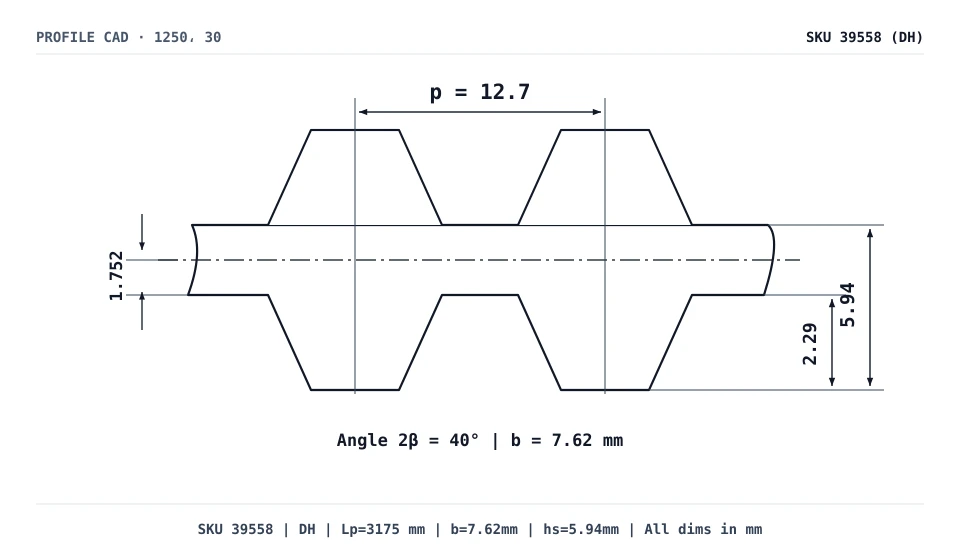 PROFILE CAD · 1250, 30
SKU 39558 (DH)
p = 12.7
1.752
5.94
2.29
Angle 2β = 40° | b = 7.62 mm
SKU 39558 | DH | Lp=3175 mm | b=7.62mm | hs=5.94mm | All dims in mm